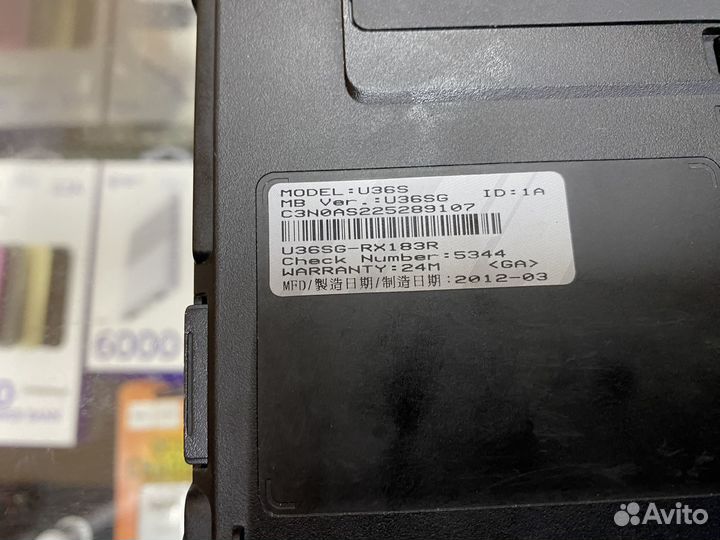 MODEL:U36S ID:1A
MB Ver.:U36SG
C3N0AS225289107
U36SG-RX183R
Check Number:5344
WARRANTY:24M <GA>
MFD/製造日期/制造日期:2012-03
6000
Avito